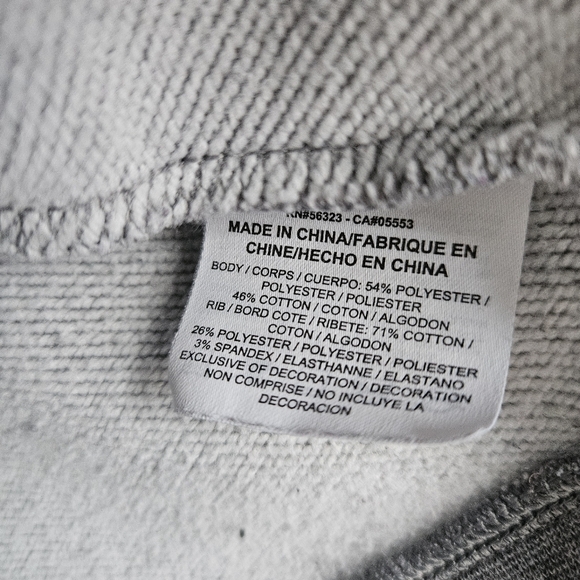 RN#56323 - CA#05553
MADE IN CHINA/FABRIQUE EN
CHINE/HECHO EN CHINA
BODY / CORPS / CUERPO: 54% POLYESTER /
POLYESTER / POLIESTER
46% COTTON / COTON / ALGODON
RIB / BORD COTE / RIBETE: 71% COTTON /
COTON / ALGODON
26% POLYESTER / POLYESTER / POLIESTER
3% SPANDEX / ELASTHANNE / ELASTANO
EXCLUSIVE OF DECORATION / DECORATION
NON COMPRISE / NO INCLUYE LA
DECORACION